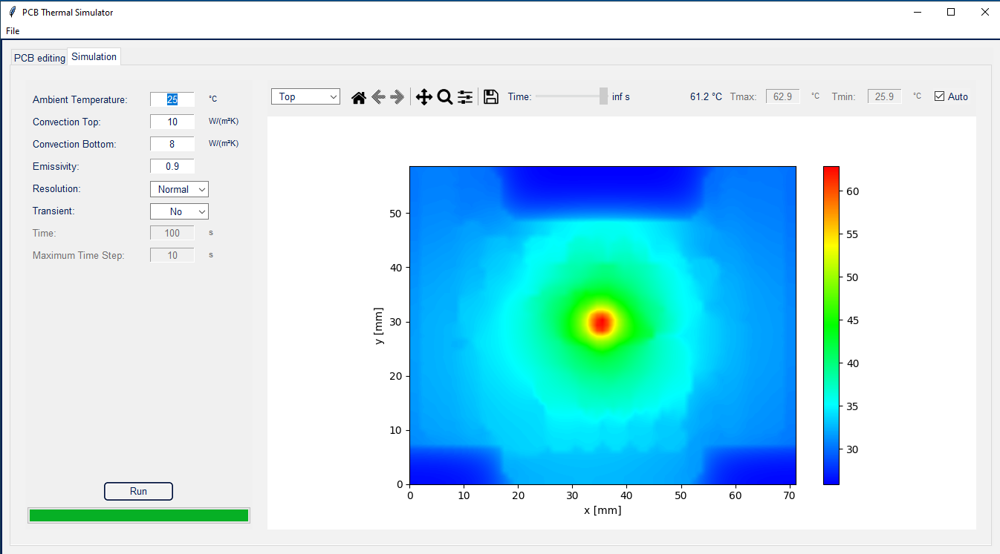 PCB Thermal Simulator
File
PCB editing Simulation
Ambient Temperature: 25 °C
Convection Top: 10 W/(m²K)
Convection Bottom: 8 W/(m²K)
Emissivity: 0.9
Resolution: Normal
Transient: No
Time: 100 s
Maximum Time Step: 10 s
Run
Top Time: inf s 61.2 °C Tmax: 62.9 °C Tmin: 25.9 °C Auto
y [mm]
50
40
30
20
10
0
0 10 20 30 40 50 60 70
x [mm]
60
55
50
45
40
35
30